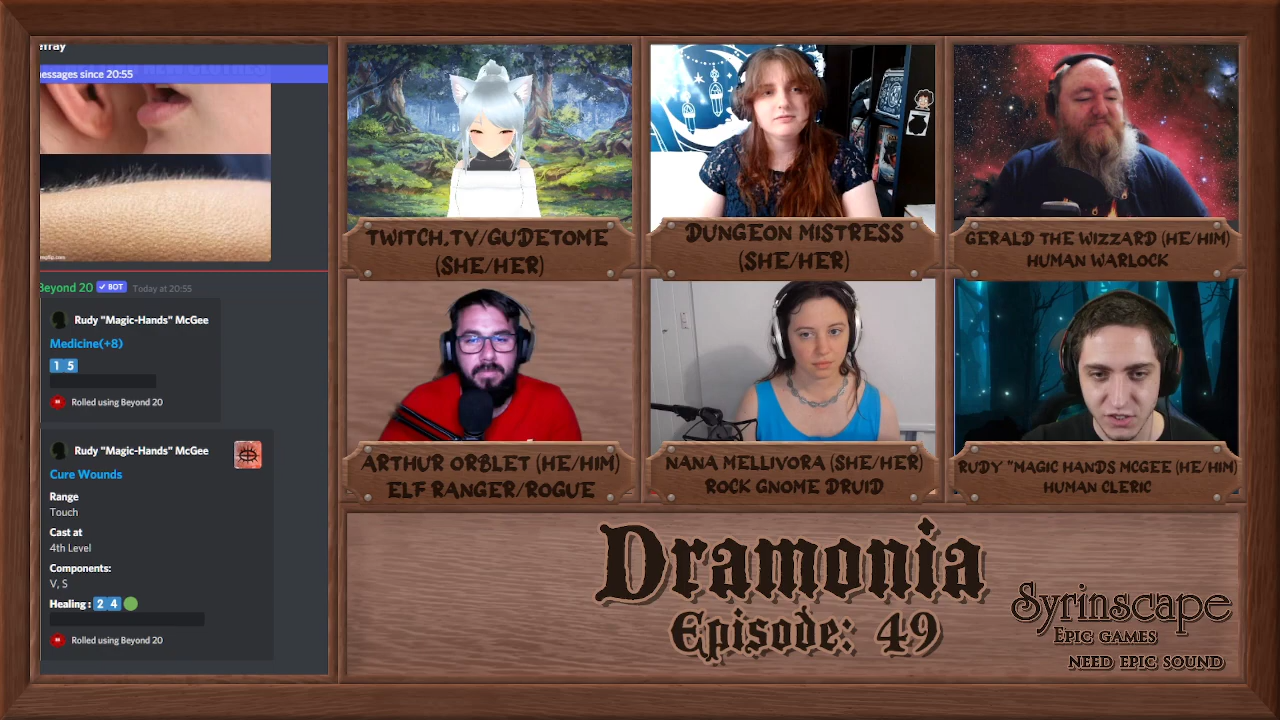 essages since 20:55
Beyond 20 ✔ BOT Today at 20:55
Rudy "Magic-Hands" McGee
Medicine(+8)
1 5
Rolled using Beyond 20
Rudy "Magic-Hands" McGee
Cure Wounds
Range
Touch
Cast at
4th Level
Components:
V, S
Healing : 2 4
Rolled using Beyond 20
TWITCH.TV/GUDETOME
(SHE/HER)
DUNGEON MISTRESS
(SHE/HER)
GERALD THE WIZZARD (HE/HIM)
HUMAN WARLOCK
ARTHUR ORBLET (HE/HIM)
ELF RANGER/ROGUE
NANA MELLIVORA (SHE/HER)
ROCK GNOME DRUID
RUDY "MAGIC HANDS MCGEE (HE/HIM)
HUMAN CLERIC
Dramonia
Episode: 49
Syrinscape
EPIC GAMES
NEED EPIC SOUND